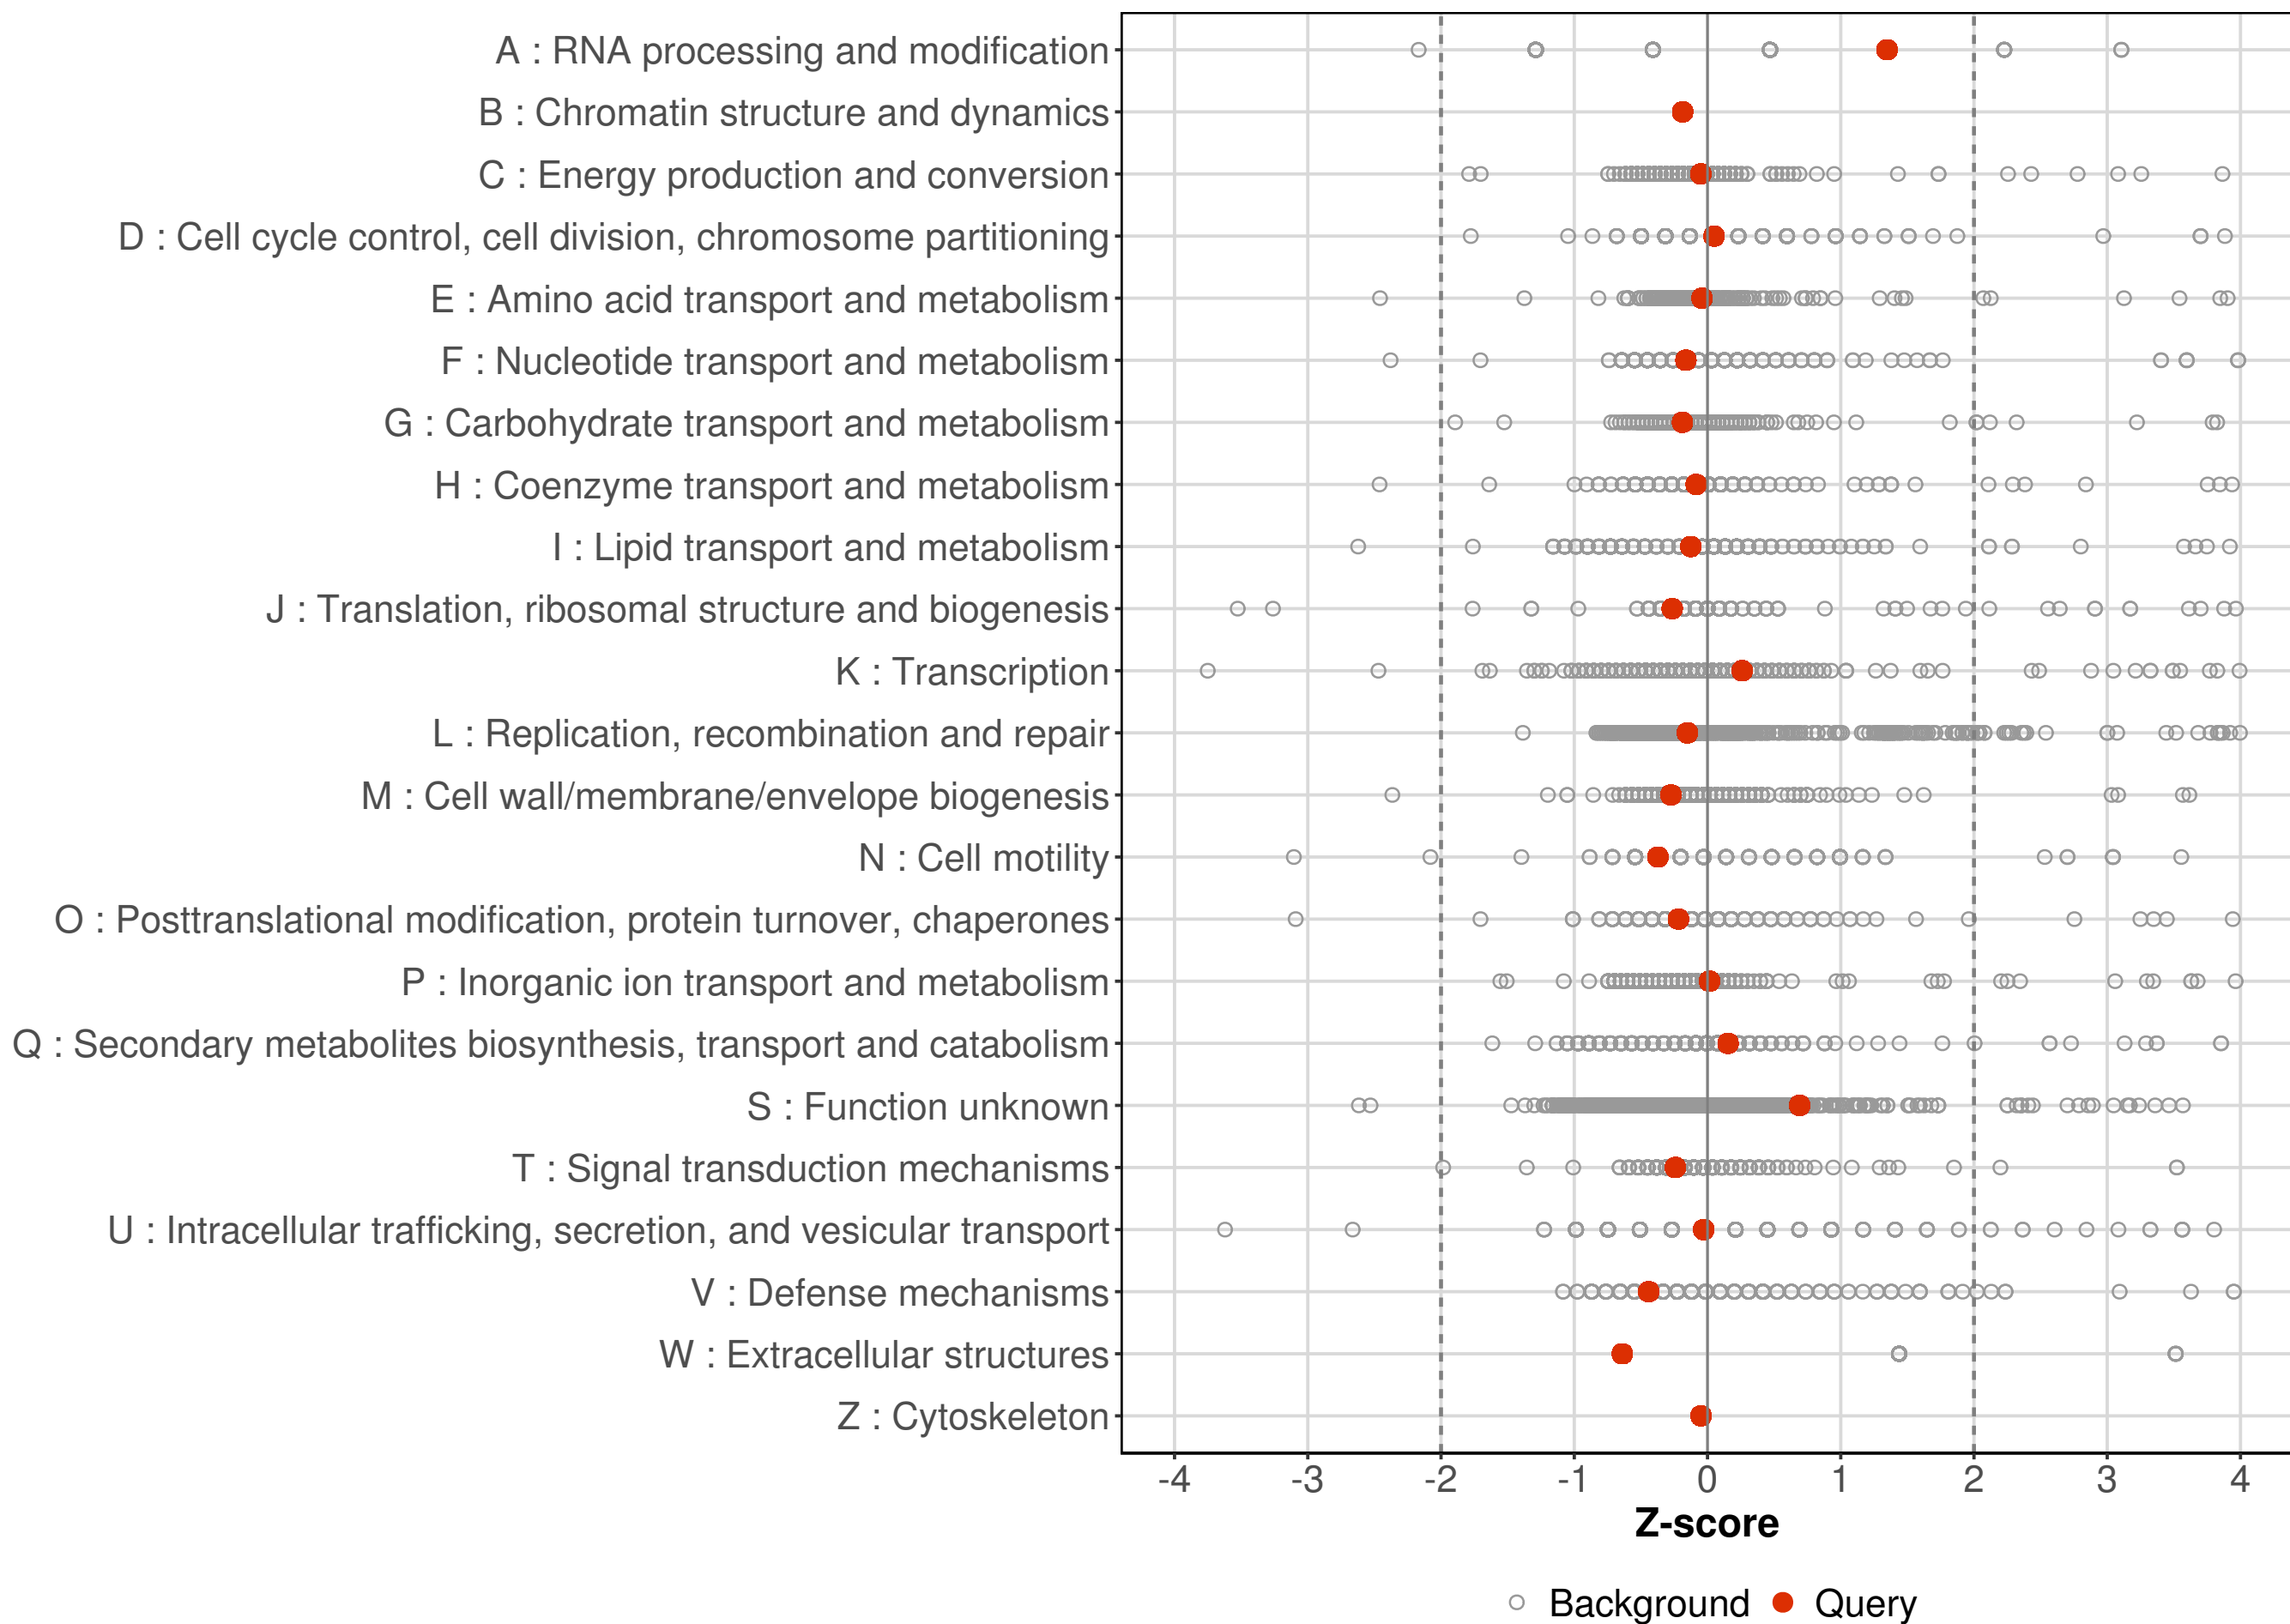 A : RNA processing and modification
B : Chromatin structure and dynamics
C : Energy production and conversion
D : Cell cycle control, cell division, chromosome partitioning
E : Amino acid transport and metabolism
F : Nucleotide transport and metabolism
G : Carbohydrate transport and metabolism
H : Coenzyme transport and metabolism
I : Lipid transport and metabolism
J : Translation, ribosomal structure and biogenesis
K : Transcription
L : Replication, recombination and repair
M : Cell wall/membrane/envelope biogenesis
N : Cell motility
O : Posttranslational modification, protein turnover, chaperones
P : Inorganic ion transport and metabolism
Q : Secondary metabolites biosynthesis, transport and catabolism
S : Function unknown
T : Signal transduction mechanisms
U : Intracellular trafficking, secretion, and vesicular transport
V : Defense mechanisms
W : Extracellular structures
Z : Cytoskeleton
-4 -3 -2 -1 0 1 2 3 4
Z-score
Background Query